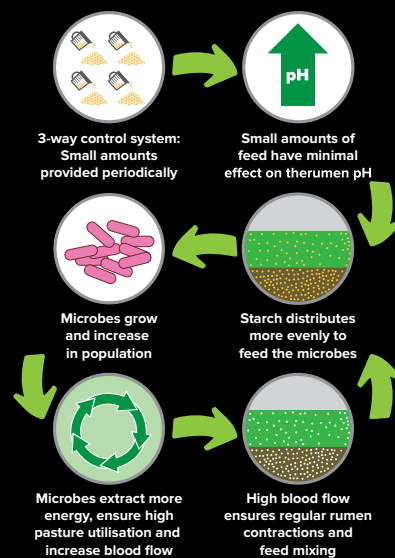 pH
3-way control system:
Small amounts
provided periodically
Small amounts of
feed have minimal
effect on therumen pH
Starch distributes
more evenly to
feed the microbes
Microbes grow
and increase
in population
Microbes extract more
energy, ensure high
pasture utilisation and
increase blood flow
High blood flow
ensures regular rumen
contractions and
feed mixing